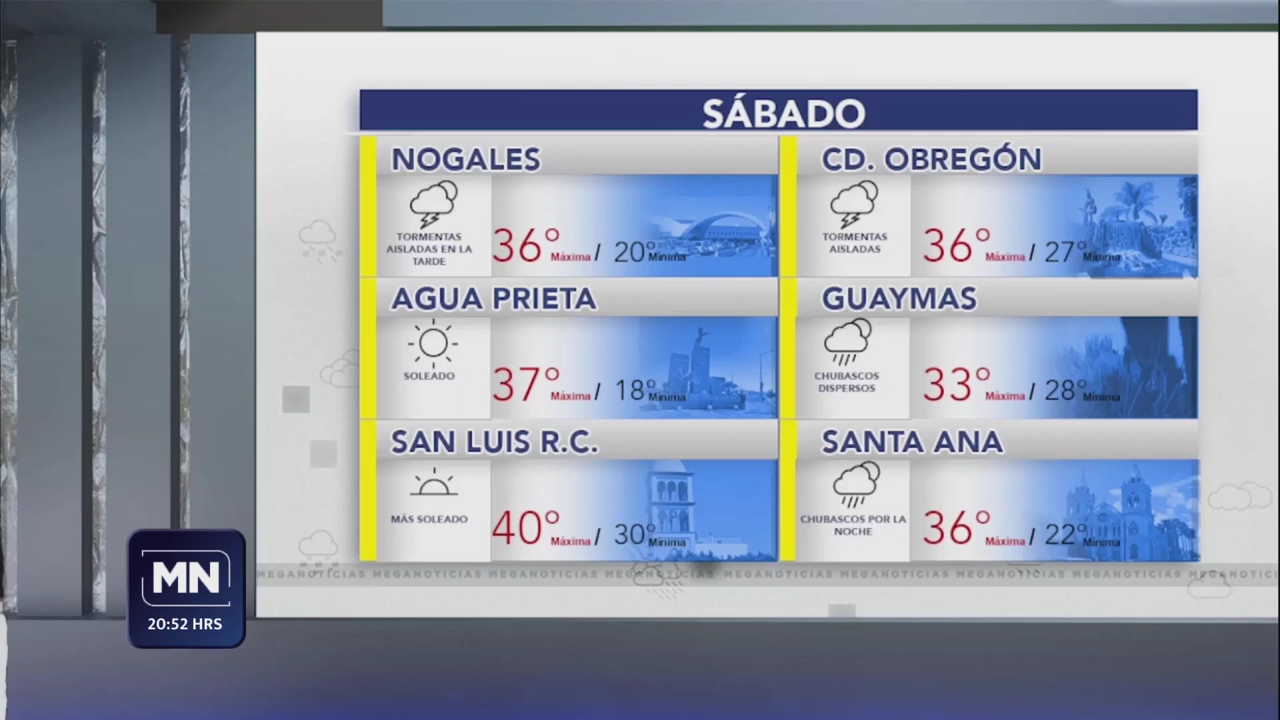 SÁBADO
NOGALES
TORMENTAS
AISLADAS EN LA
TARDE
36° Máxima / 20° Mínima
CD. OBREGÓN
TORMENTAS
AISLADAS
36° Máxima / 27° Mínima
AGUA PRIETA
SOLEADO
37° Máxima / 18° Mínima
GUAYMAS
CHUBASCOS
DISPERSOS
33° Máxima / 28° Mínima
SAN LUIS R.C.
MÁS SOLEADO
40° Máxima / 30° Mínima
SANTA ANA
CHUBASCOS POR LA
NOCHE
36° Máxima / 22° Mínima
MEGANOTICIAS MEGANOTICIAS MEGANOTICIAS MEGANOTICIAS MEGANOTICIAS MEGANOTICIAS MEGANOTICIAS MEGANOTICIAS MEGANOTIC
MN
20:52 HRS